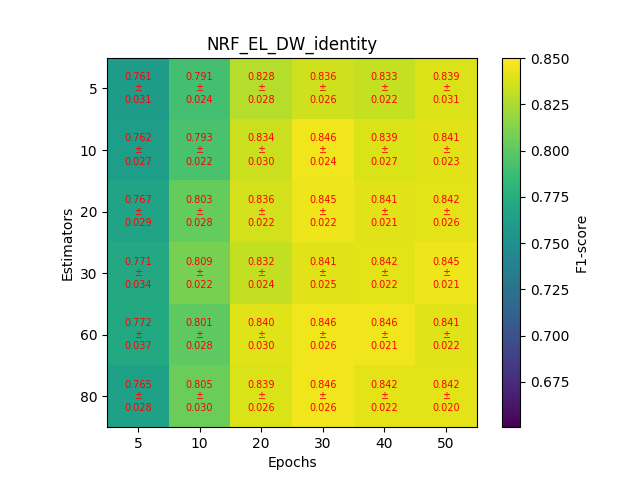 NRF_EL_DW_identity
Estimators
5
10
20
30
60
80
0.761 ± 0.031
0.791 ± 0.024
0.828 ± 0.028
0.836 ± 0.026
0.833 ± 0.022
0.839 ± 0.031
0.762 ± 0.027
0.793 ± 0.022
0.834 ± 0.030
0.846 ± 0.024
0.839 ± 0.027
0.841 ± 0.023
0.767 ± 0.029
0.803 ± 0.028
0.836 ± 0.022
0.845 ± 0.022
0.841 ± 0.021
0.842 ± 0.026
0.771 ± 0.034
0.809 ± 0.022
0.832 ± 0.024
0.841 ± 0.025
0.842 ± 0.022
0.845 ± 0.021
0.772 ± 0.037
0.801 ± 0.028
0.840 ± 0.030
0.846 ± 0.026
0.846 ± 0.021
0.841 ± 0.022
0.765 ± 0.028
0.805 ± 0.030
0.839 ± 0.026
0.846 ± 0.026
0.842 ± 0.022
0.842 ± 0.020
5 10 20 30 40 50
Epochs
0.850
0.825
0.800
0.775
0.750
0.725
0.700
0.675
F1-score